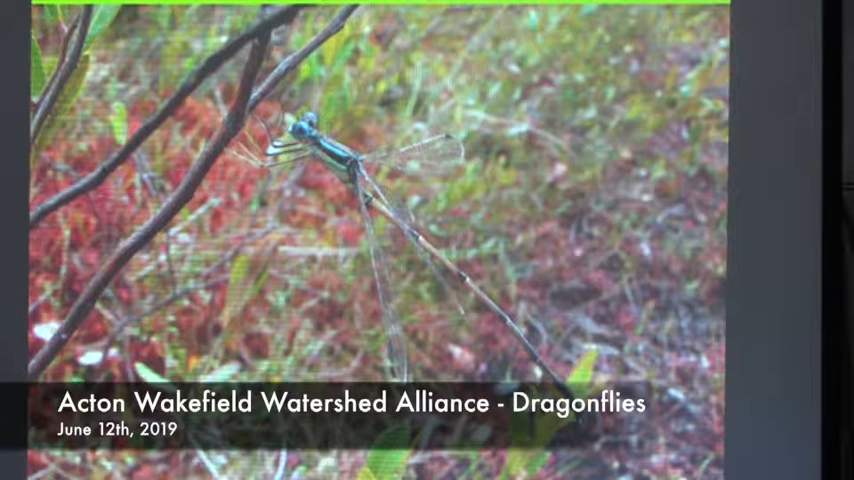 Acton Wakefield Watershed Alliance - Dragonflies
June 12th, 2019